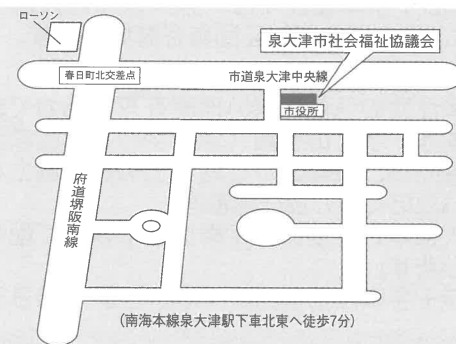 ローソン
泉大津市社会福祉協議会
春日町北交差点
市道泉大津中央線
市役所
府道堺阪南線
(南海本線泉大津駅下車北東へ徒歩7分)